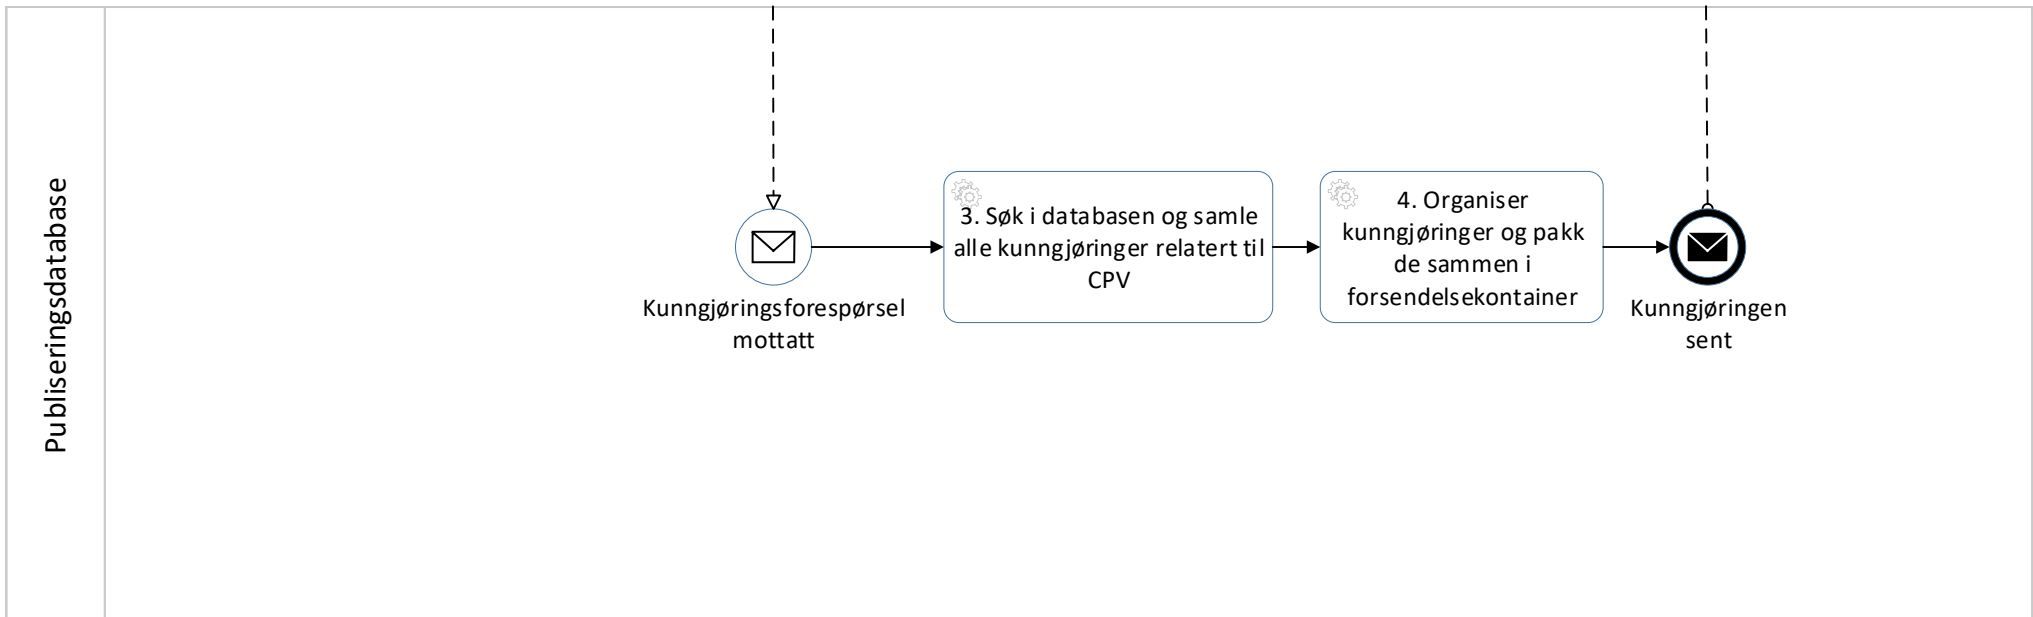 Publiseringsdatabase
Kunngjøringsforespørsel
mottatt
3. Søk i databasen og samle
alle kunngjøringer relatert til
CPV
4. Organiser
kunngjøringer og pakk
de sammen i
forsendelsekontainer
Kunngjøringen
sent